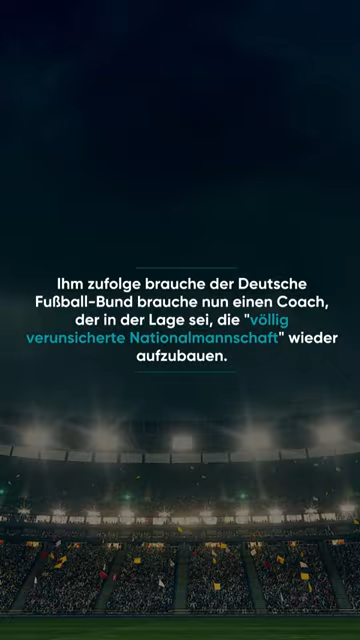 Ihm zufolge brauche der Deutsche
Fußball-Bund brauche nun einen Coach,
der in der Lage sei, die "völlig
verunsicherte Nationalmannschaft" wieder
aufzubauen.